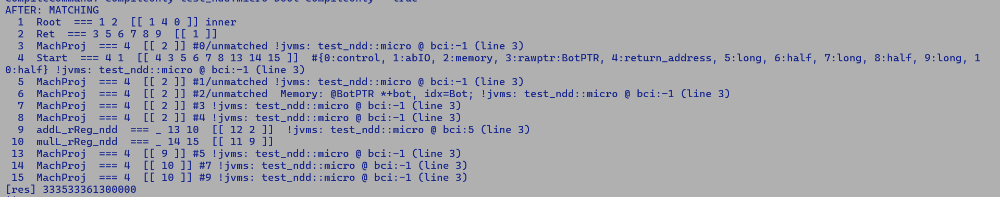 CompileCommand: compileonly test_ndd.micro bool compileonly = true
AFTER: MATCHING
1 Root === 1 2 [[ 1 4 0 ]] inner
2 Ret === 3 5 6 7 8 9 [[ 1 ]]
3 MachProj === 4 [[ 2 ]] #0/unmatched !jvms: test_ndd::micro @ bci:-1 (line 3)
4 Start === 4 1 [[ 4 3 5 6 7 8 13 14 15 ]] #{0:control, 1:abIO, 2:memory, 3:rawptr:BotPTR, 4:return_address, 5:long, 6:half, 7:long, 8:half, 9:long, 1
0:half} !jvms: test_ndd::micro @ bci:-1 (line 3)
5 MachProj === 4 [[ 2 ]] #1/unmatched !jvms: test_ndd::micro @ bci:-1 (line 3)
6 MachProj === 4 [[ 2 ]] #2/unmatched Memory: @BotPTR *+bot, idx=Bot; !jvms: test_ndd::micro @ bci:-1 (line 3)
7 MachProj === 4 [[ 2 ]] #3 !jvms: test_ndd::micro @ bci:-1 (line 3)
8 MachProj === 4 [[ 2 ]] #4 !jvms: test_ndd::micro @ bci:-1 (line 3)
9 addL_rReg_ndd === _ 13 10 [[ 12 2 ]] !jvms: test_ndd::micro @ bci:5 (line 3)
10 mulL_rReg_ndd === _ 14 15 [[ 11 9 ]]
13 MachProj === 4 [[ 9 ]] #5 !jvms: test_ndd::micro @ bci:-1 (line 3)
14 MachProj === 4 [[ 10 ]] #7 !jvms: test_ndd::micro @ bci:-1 (line 3)
15 MachProj === 4 [[ 10 ]] #9 !jvms: test_ndd::micro @ bci:-1 (line 3)
[res] 333533361300000